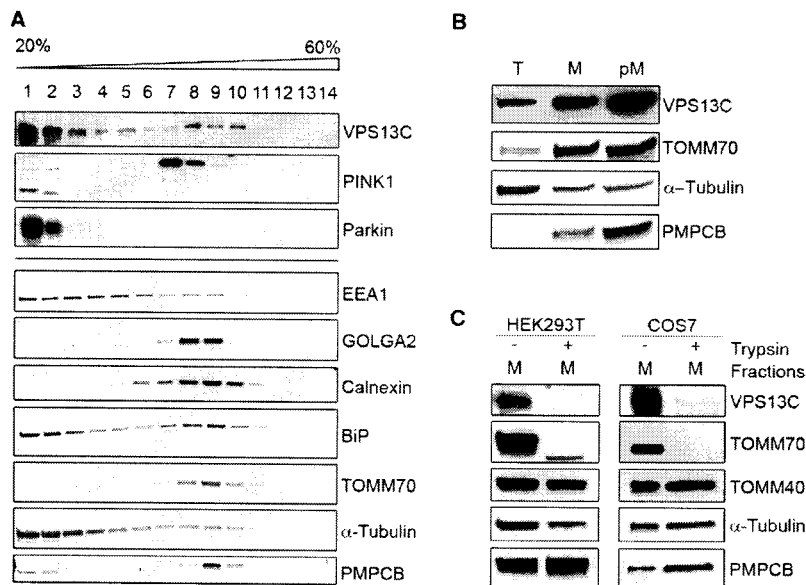 A
20% 60%
1 2 3 4 5 6 7 8 9 10 11 12 13 14
VPS13C
PINK1
Parkin
EEA1
GOLGA2
Calnexin
BiP
TOMM70
α-Tubulin
PMPCB
B
T M pM
VPS13C
TOMM70
α-Tubulin
PMPCB
C
HEK293T COS7
- + - + Trypsin
M M M M Fractions
VPS13C
TOMM70
TOMM40
α-Tubulin
PMPCB